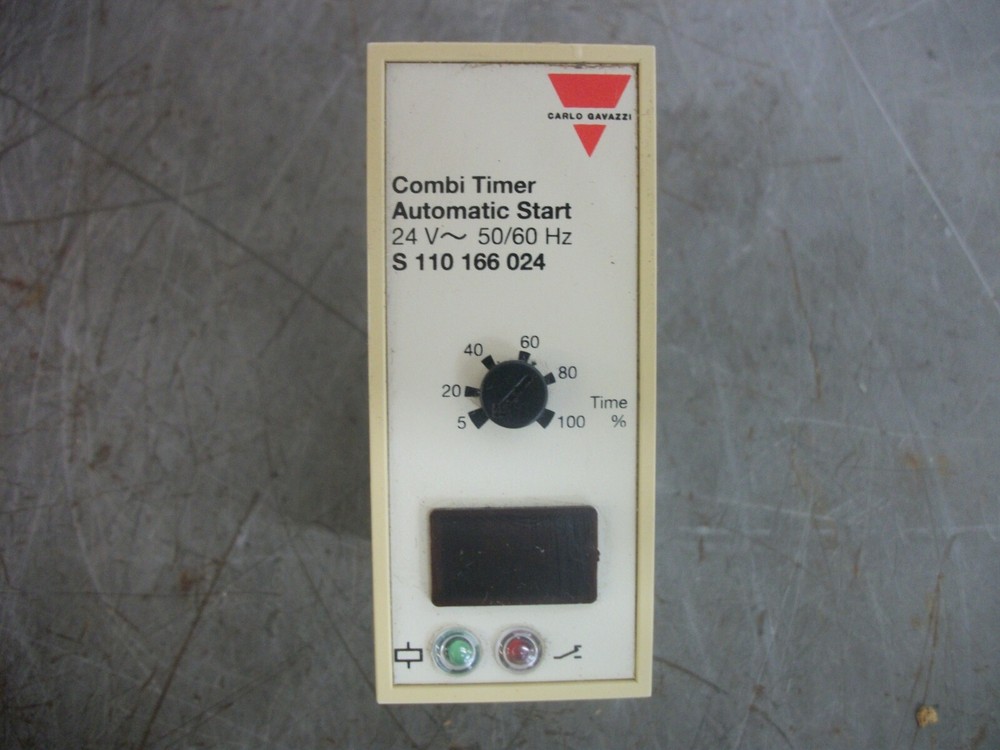 CARLO GAVAZZI
Combi Timer
Automatic Start
24 V~ 50/60 Hz
S 110 166 024
60
40
80
20
Time
5
100
%